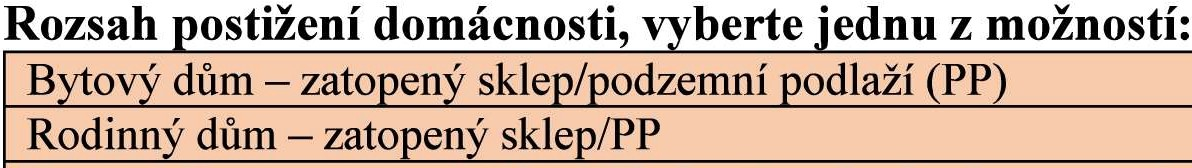 Rozsah postižení domácnosti, vyberte jednu z možností:
Bytový dům – zatopený sklep/podzemní podlaží (PP)
Rodinný dům – zatopený sklep/PP